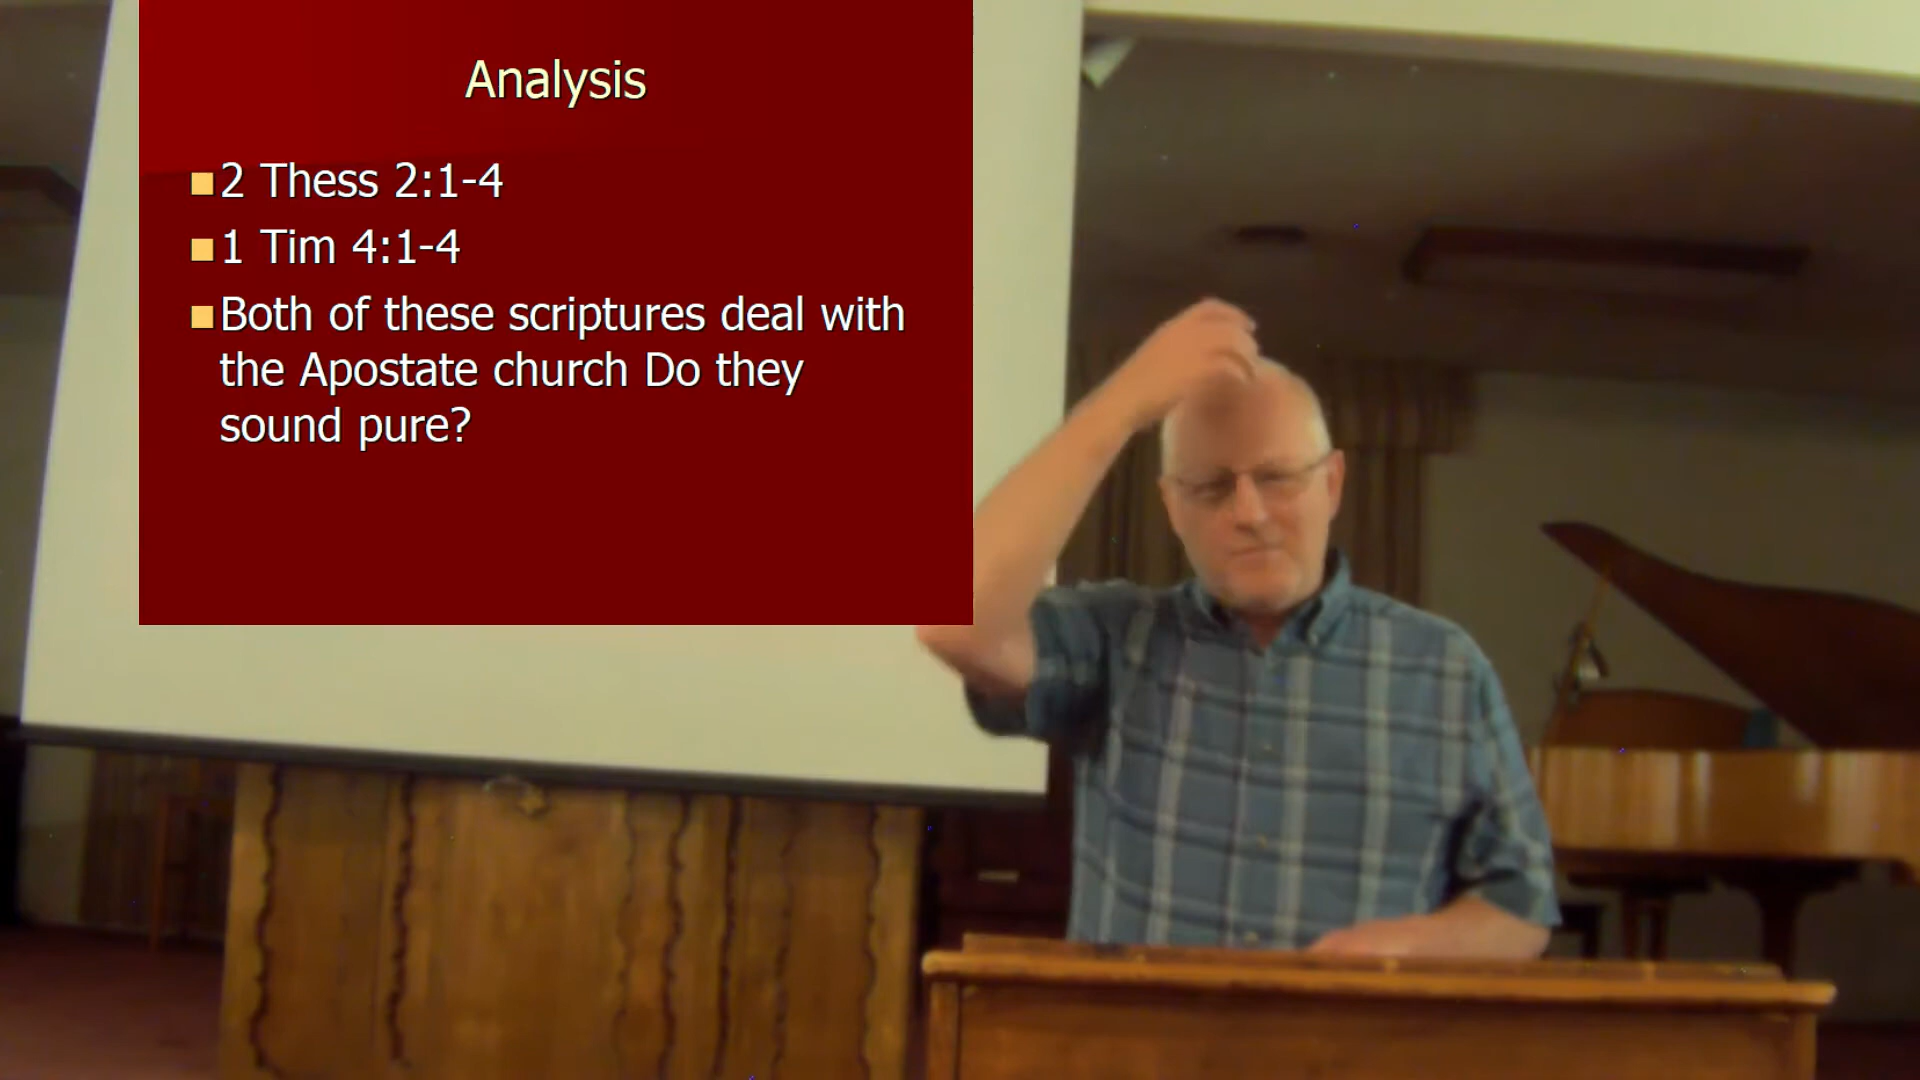 Analysis
2 Thess 2:1-4
1 Tim 4:1-4
Both of these scriptures deal with
the Apostate church Do they
sound pure?